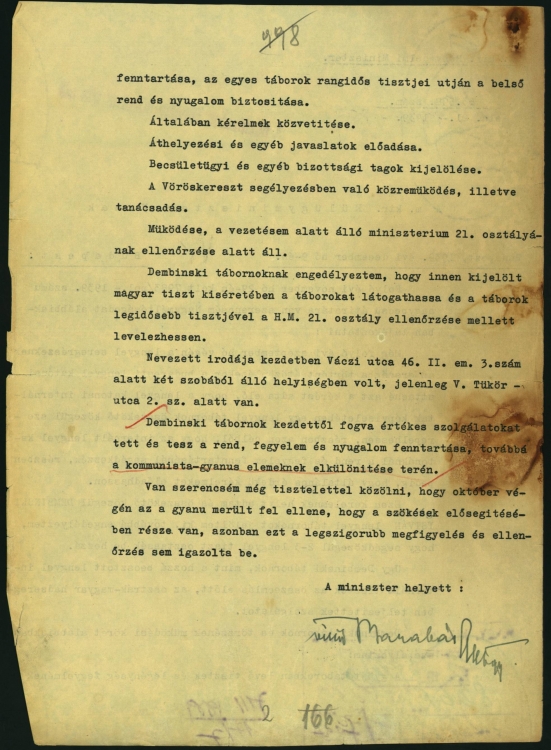 998
fenntartása, az egyes táborok rangidős tisztjei utján a belső
rend és nyugalom biztositása.
Általában kérelmek közvetitése.
Áthelyezési és egyéb javaslatok előadása.
Becsületügyi és egyéb bizottsági tagok kijelölése.
A Vöröskereszt segélyezésben való közremüködés, illetve
tanácsadás.
Müködése, a vezetésem alatt álló miniszterium 21. osztályá-
nak ellenőrzése alatt áll.
Dembinski tábornoknak engedélyeztem, hogy innen kijelölt
magyar tiszt kiséretében a táborokat látogathassa és a táborok
legidősebb tisztjével a H.M. 21. osztály ellenőrzése mellett
levelezhessen.
Nevezett irodája kezdetben Váczi utca 46. II. em. 3.szám
alatt két szobából álló helyiségben volt, jelenleg V. Tükör -
utca 2. sz. alatt van.
Dembinski tábornok kezdettől fogva értékes szolgálatokat
tett és tesz a rend, fegyelem és nyugalom fenntartása, továbbá
a kommunista-gyanus elemeknek elkülönitése terén.
Van szerencsém még tisztelettel közölni, hogy október vé-
gén az a gyanu merült fel ellene, hogy a szökések elősegitésé-
ben része van, azonban ezt a legszigorubb megfigyelés és ellen-
őrzés sem igazolta be.
A miniszter helyett :
vitéz
2 166